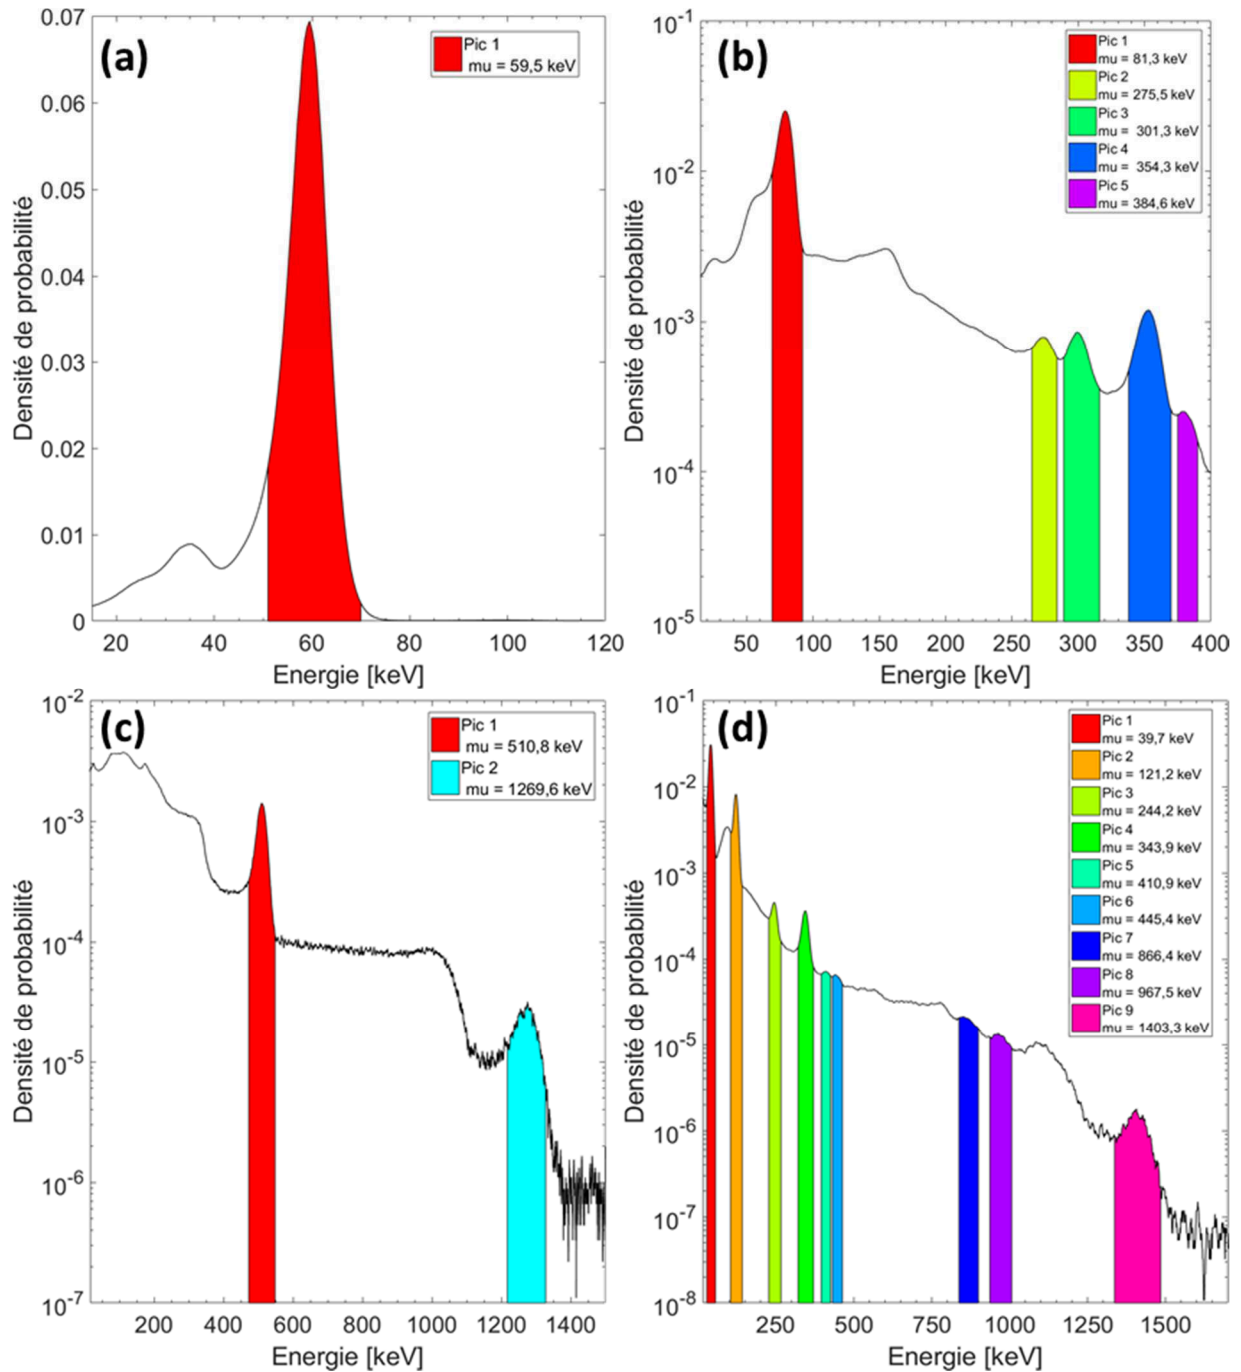 (a)
Pic 1
mu = 59,5 keV
0.07
0.06
0.05
0.04
0.03
0.02
0.01
0
20 40 60 80 100 120
Densité de probabilité
Energie [keV]
(b)
Pic 1
mu = 81,3 keV
Pic 2
mu = 275,5 keV
Pic 3
mu = 301,3 keV
Pic 4
mu = 354,3 keV
Pic 5
mu = 384,6 keV
10-1
10-2
10-3
10-4
10-5
50 100 150 200 250 300 350 400
Densité de probabilité
Energie [keV]
(c)
Pic 1
mu = 510,8 keV
Pic 2
mu = 1269,6 keV
10-2
10-3
10-4
10-5
10-6
10-7
200 400 600 800 1000 1200 1400
Densité de probabilité
Energie [keV]
(d)
Pic 1
mu = 39,7 keV
Pic 2
mu = 121,2 keV
Pic 3
mu = 244,2 keV
Pic 4
mu = 343,9 keV
Pic 5
mu = 410,9 keV
Pic 6
mu = 445,4 keV
Pic 7
mu = 866,4 keV
Pic 8
mu = 967,5 keV
Pic 9
mu = 1403,3 keV
10-1
10-2
10-3
10-4
10-5
10-6
10-7
10-8
250 500 750 1000 1250 1500
Densité de probabilité
Energie [keV]